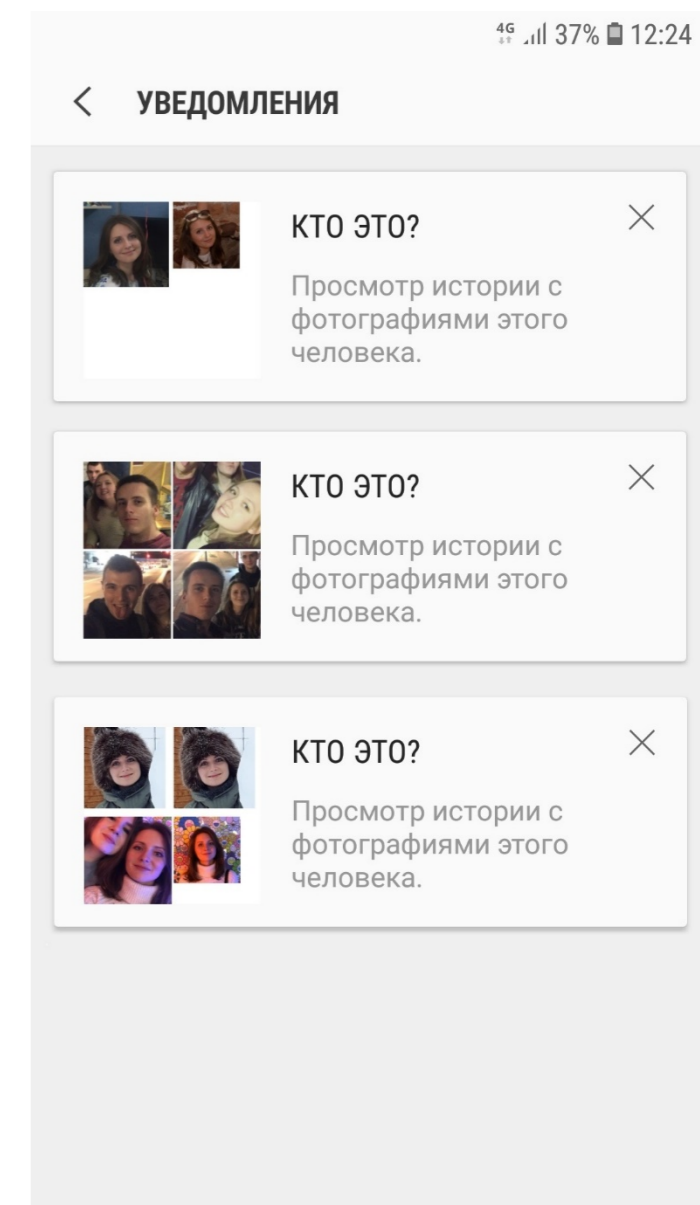 4G 37% 12:24
УВЕДОМЛЕНИЯ
КТО ЭТО?
Просмотр истории с
фотографиями этого
человека.
КТО ЭТО?
Просмотр истории с
фотографиями этого
человека.
КТО ЭТО?
Просмотр истории с
фотографиями этого
человека.